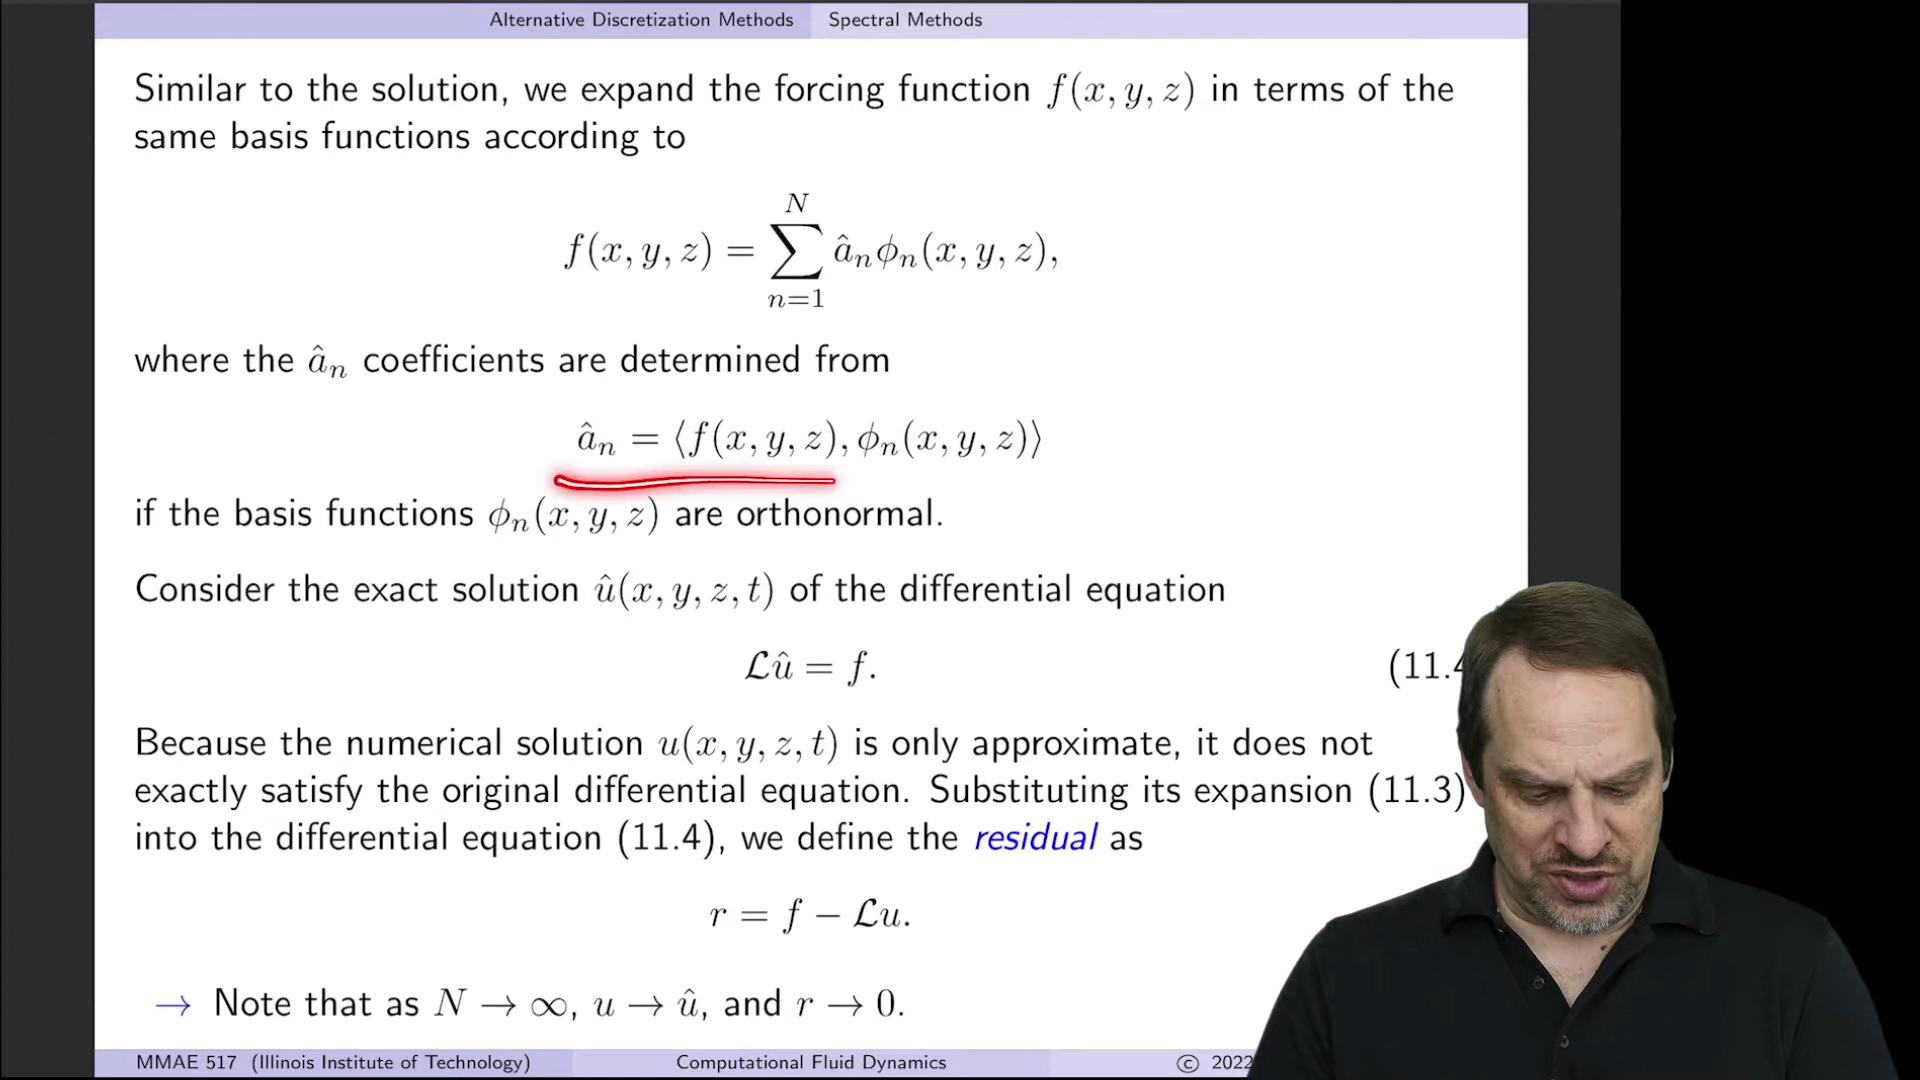 Alternative Discretization Methods Spectral Methods
Similar to the solution, we expand the forcing function f(x, y, z) in terms of the
same basis functions according to
f(x, y, z) = ∑_{n=1}^{N} â_n ϕ_n(x, y, z),
where the â_n coefficients are determined from
â_n = ⟨f(x, y, z), ϕ_n(x, y, z)⟩
if the basis functions ϕ_n(x, y, z) are orthonormal.
Consider the exact solution û(x, y, z, t) of the differential equation
ℒû = f. (11.4
Because the numerical solution u(x, y, z, t) is only approximate, it does not
exactly satisfy the original differential equation. Substituting its expansion (11.3)
into the differential equation (11.4), we define the residual as
r = f − ℒu.
→ Note that as N → ∞, u → û, and r → 0.
MMAE 517 (Illinois Institute of Technology) Computational Fluid Dynamics © 2022